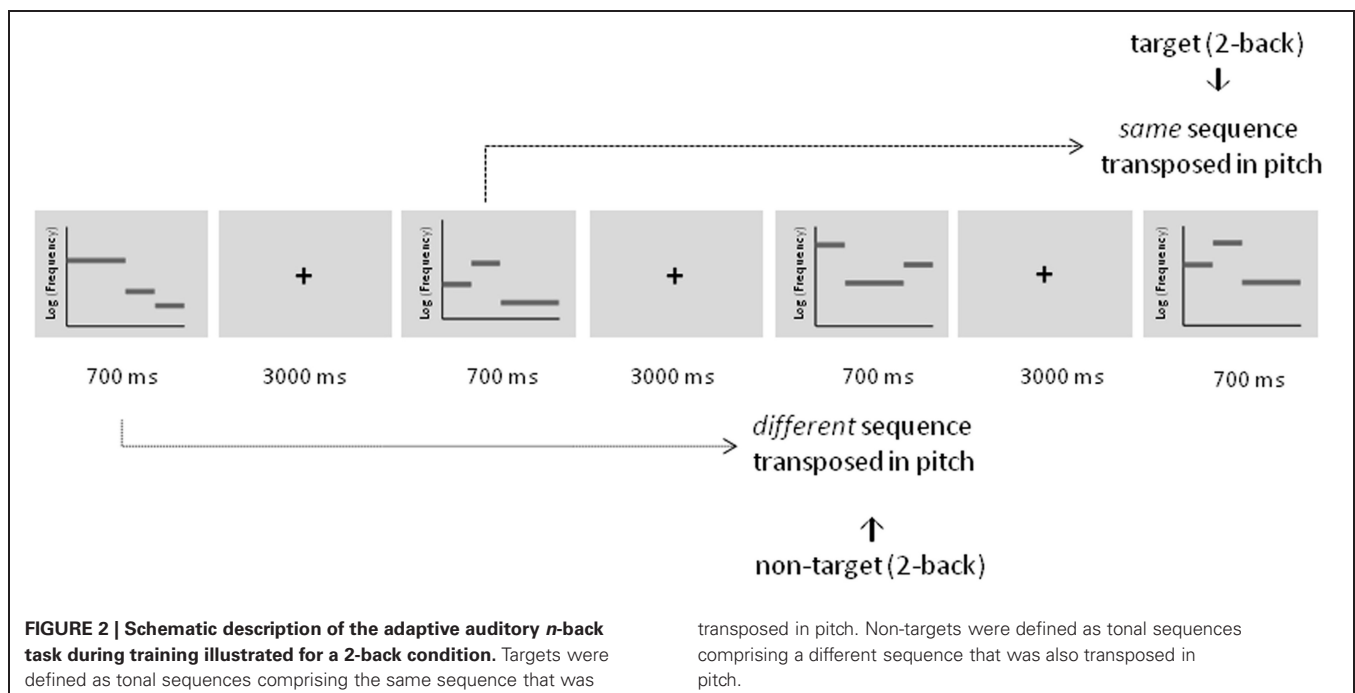 target (2-back)
↓
same sequence
transposed in pitch
Log (Frequency)
+
Log (Frequency)
+
Log (Frequency)
+
Log (Frequency)
700 ms
3000 ms
700 ms
3000 ms
700 ms
3000 ms
700 ms
different sequence
transposed in pitch
↑
non-target (2-back)
FIGURE 2 | Schematic description of the adaptive auditory n-back
task during training illustrated for a 2-back condition. Targets were
defined as tonal sequences comprising the same sequence that was
transposed in pitch. Non-targets were defined as tonal sequences
comprising a different sequence that was also transposed in
pitch.